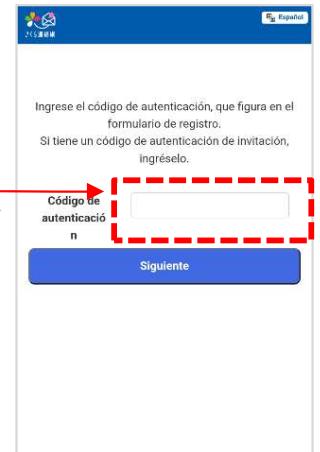 Español
Ingrese el código de autenticación, que figura en el
formulario de registro.
Si tiene un código de autenticación de invitación,
ingréselo.
Código de
autenticació
n
Siguiente